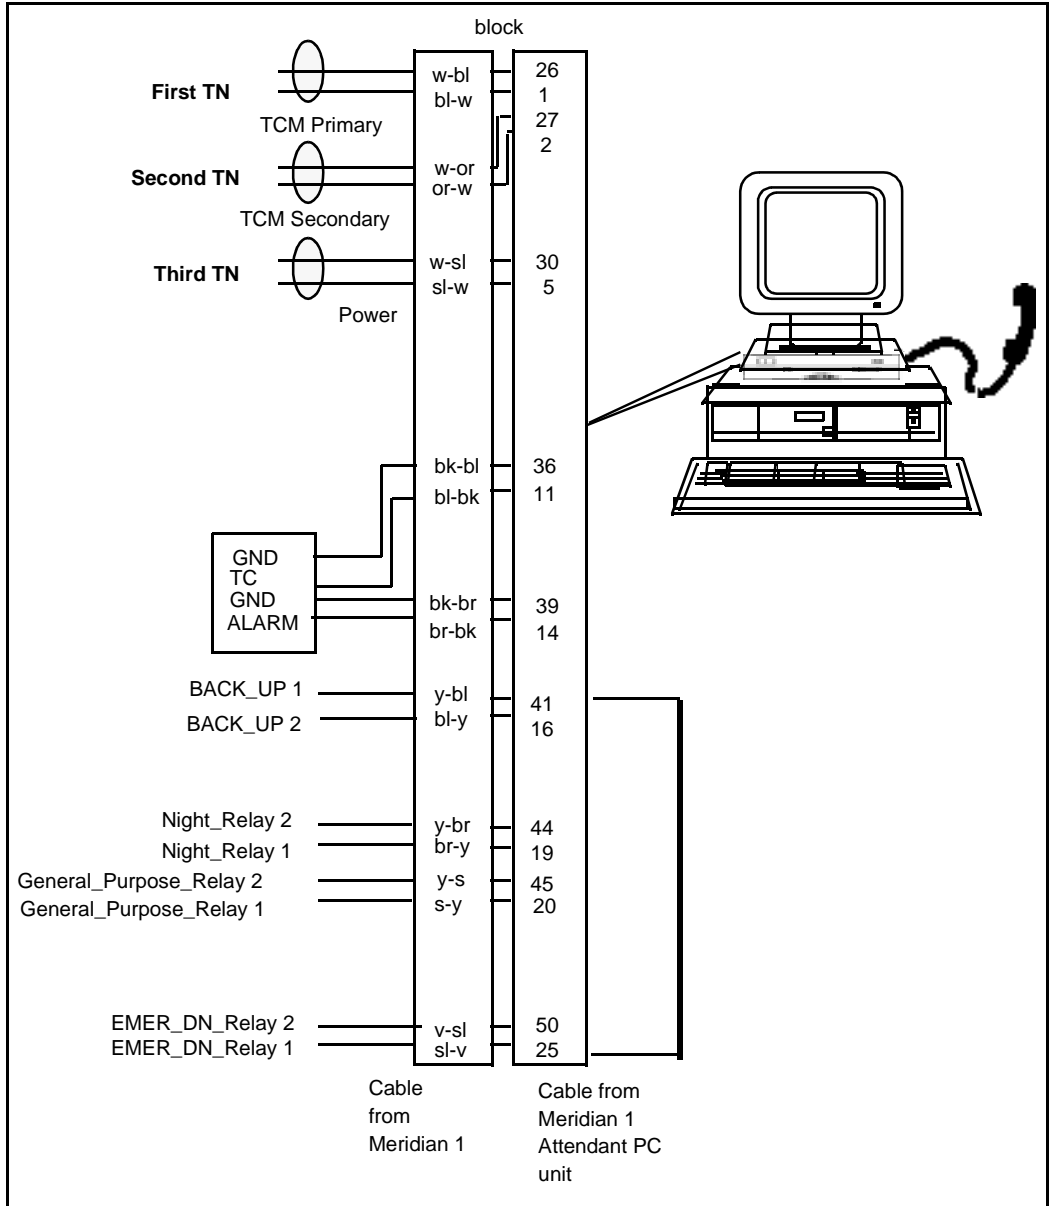 block
w-bl 26
First TN
bl-w 1
TCM Primary
27
2
w-or
Second TN
or-w
TCM Secondary
w-sl 30
Third TN
sl-w 5
Power
bk-bl 36
bl-bk 11
GND
TC
GND
ALARM
bk-br 39
br-bk 14
BACK_UP 1 y-bl 41
BACK_UP 2 bl-y 16
Night_Relay 2 y-br 44
Night_Relay 1 br-y 19
General_Purpose_Relay 2 y-s 45
General_Purpose_Relay 1 s-y 20
EMER_DN_Relay 2 v-sl 50
EMER_DN_Relay 1 sl-v 25
Cable
from
Meridian 1
Cable from
Meridian 1
Attendant PC
unit